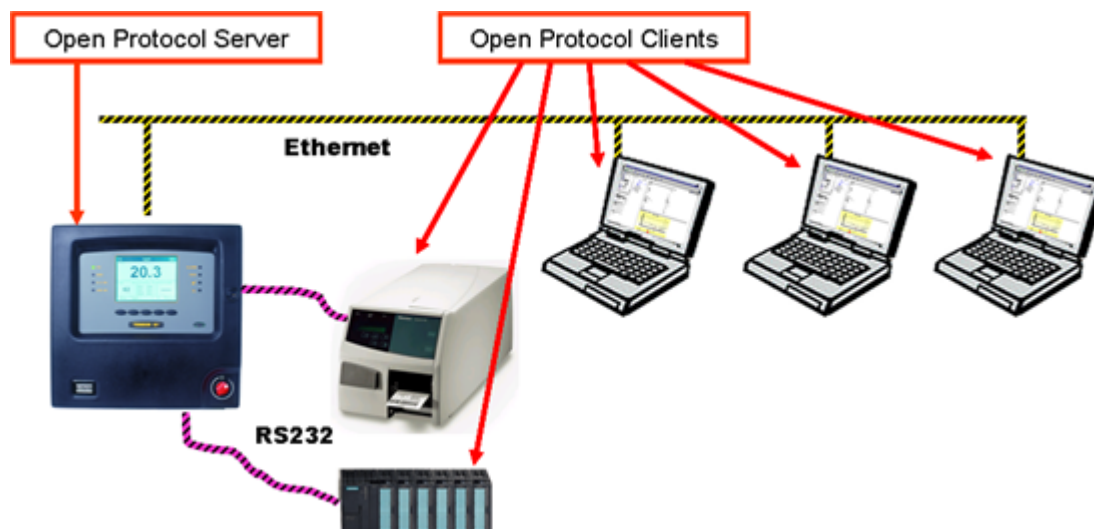 Open Protocol Server
Open Protocol Clients
Ethernet
20.3
RS232